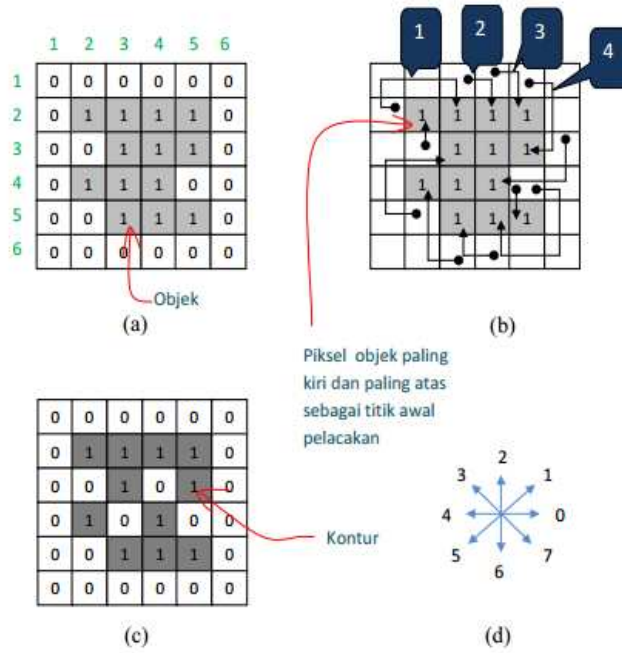 1 2 3 4 5 6
1 0 0 0 0 0 0
2 0 1 1 1 1 0
3 0 0 1 1 1 0
4 0 1 1 1 0 0
5 0 0 1 1 1 0
6 0 0 0 0 0 0
Objek
(a)
1 2 3 4
1 1 1 1
1 1 1
1 1 1
1 1 1
(b)
Piksel objek paling
kiri dan paling atas
sebagai titik awal
pelacakan
0 0 0 0 0 0
0 1 1 1 1 0
0 0 1 0 1 0
0 1 0 1 0 0
0 0 1 1 1 0
0 0 0 0 0 0
Kontur
(c)
2
3 1
4 0
5 7
6
(d)